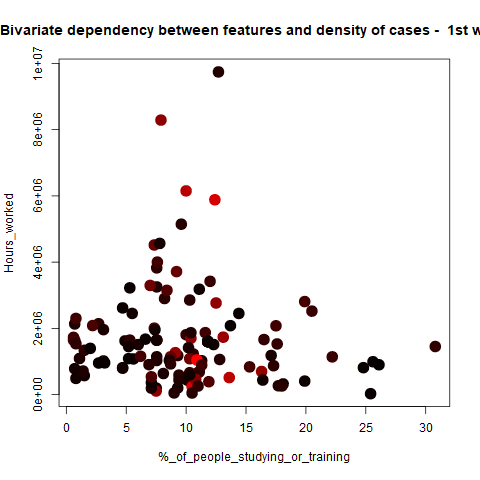 Bivariate dependency between features and density of cases -  1st w
Hours_worked
0e+00
2e+06
4e+06
6e+06
8e+06
1e+07
0 5 10 15 20 25 30
%_of_people_studying_or_training